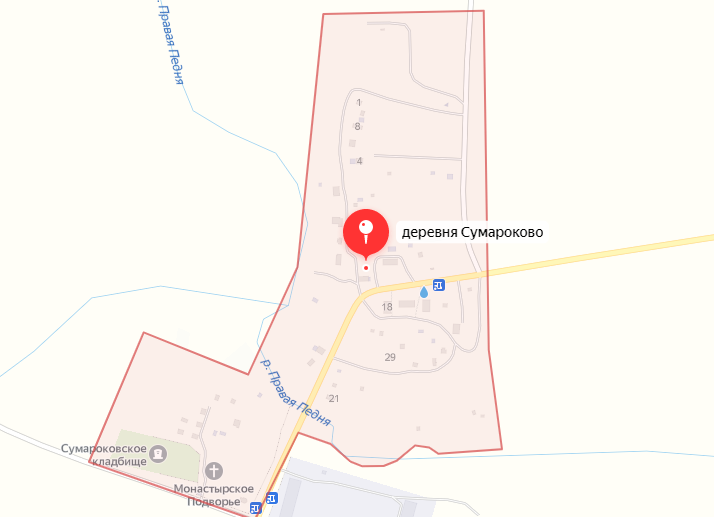 р. Правая Педня
1
8
4
деревня Сумароково
18
29
р. Правая Педня
21
Сумароковское
кладбище
Монастырское
Подворье